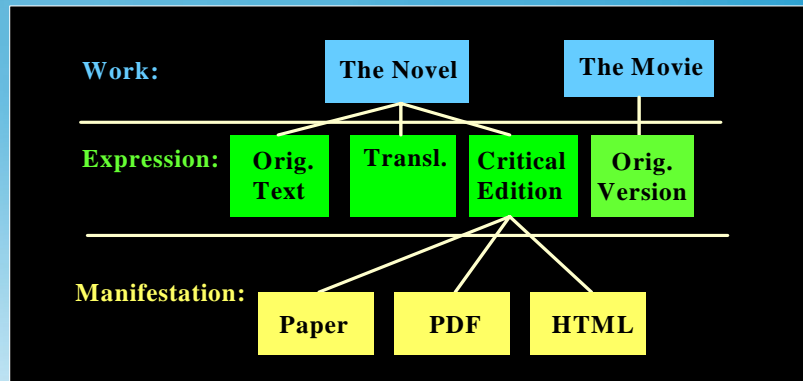 Work:
The Novel
The Movie
Expression:
Orig.
Text
Transl.
Critical
Edition
Orig.
Version
Manifestation:
Paper
PDF
HTML